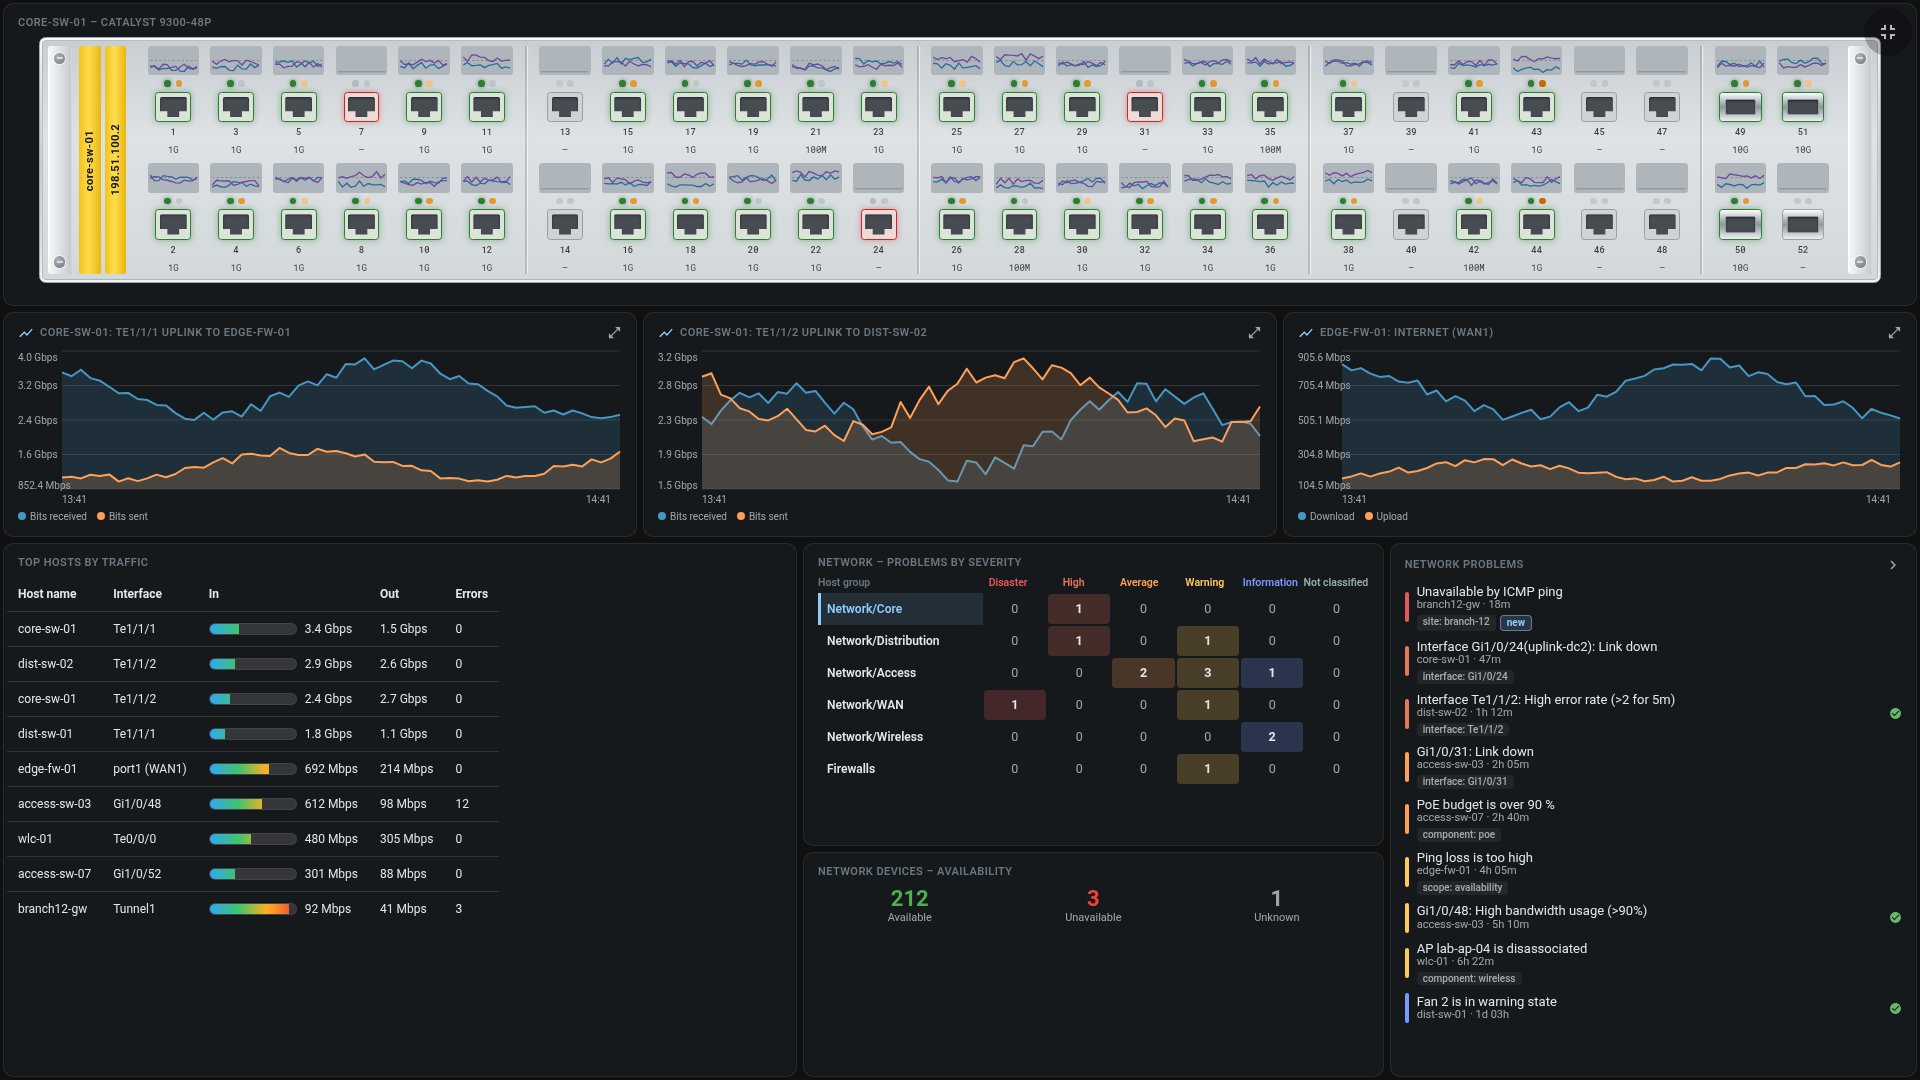 CORE-SW-01 – CATALYST 9300-48P
core-sw-01
198.51.100.2
1 3 5 7 9 11 13 15 17 19 21 23 25 27 29 31 33 35 37 39 41 43 45 47 49 51
1G 1G 1G – 1G 1G – 1G 1G 1G 100M 1G 1G 1G 1G – 1G 100M 1G – 1G 1G – – 10G 10G
2 4 6 8 10 12 14 16 18 20 22 24 26 28 30 32 34 36 38 40 42 44 46 48 50 52
1G 1G 1G 1G 1G 1G – 1G 1G 1G 1G – 1G 100M 1G 1G 1G 1G 1G – 100M 1G – – 10G –
CORE-SW-01: TE1/1/1 UPLINK TO EDGE-FW-01
4.0 Gbps
3.2 Gbps
2.4 Gbps
1.6 Gbps
852.4 Mbps
13:41 14:41
Bits received Bits sent
CORE-SW-01: TE1/1/2 UPLINK TO DIST-SW-02
3.2 Gbps
2.8 Gbps
2.3 Gbps
1.9 Gbps
1.5 Gbps
13:41 14:41
Bits received Bits sent
EDGE-FW-01: INTERNET (WAN1)
905.6 Mbps
705.4 Mbps
505.1 Mbps
304.8 Mbps
104.5 Mbps
13:41 14:41
Download Upload
TOP HOSTS BY TRAFFIC
Host name Interface In Out Errors
core-sw-01 Te1/1/1 3.4 Gbps 1.5 Gbps 0
dist-sw-02 Te1/1/2 2.9 Gbps 2.6 Gbps 0
core-sw-01 Te1/1/2 2.4 Gbps 2.7 Gbps 0
dist-sw-01 Te1/1/1 1.8 Gbps 1.1 Gbps 0
edge-fw-01 port1 (WAN1) 692 Mbps 214 Mbps 0
access-sw-03 Gi1/0/48 612 Mbps 98 Mbps 12
wlc-01 Te0/0/0 480 Mbps 305 Mbps 0
access-sw-07 Gi1/0/52 301 Mbps 88 Mbps 0
branch12-gw Tunnel1 92 Mbps 41 Mbps 3
NETWORK – PROBLEMS BY SEVERITY
Host group Disaster High Average Warning Information Not classified
Network/Core 0 1 0 0 0 0
Network/Distribution 0 1 0 1 0 0
Network/Access 0 0 2 3 1 0
Network/WAN 1 0 0 1 0 0
Network/Wireless 0 0 0 0 2 0
Firewalls 0 0 0 1 0 0
NETWORK DEVICES – AVAILABILITY
212 3 1
Available Unavailable Unknown
NETWORK PROBLEMS
Unavailable by ICMP ping
branch12-gw · 18m
site: branch-12 new
Interface Gi1/0/24(uplink-dc2): Link down
core-sw-01 · 47m
interface: Gi1/0/24
Interface Te1/1/2: High error rate (>2 for 5m)
dist-sw-02 · 1h 12m
interface: Te1/1/2
Gi1/0/31: Link down
access-sw-03 · 2h 05m
interface: Gi1/0/31
PoE budget is over 90 %
access-sw-07 · 2h 40m
component: poe
Ping loss is too high
edge-fw-01 · 4h 05m
scope: availability
Gi1/0/48: High bandwidth usage (>90%)
access-sw-03 · 5h 10m
AP lab-ap-04 is disassociated
wlc-01 · 6h 22m
component: wireless
Fan 2 is in warning state
dist-sw-01 · 1d 03h